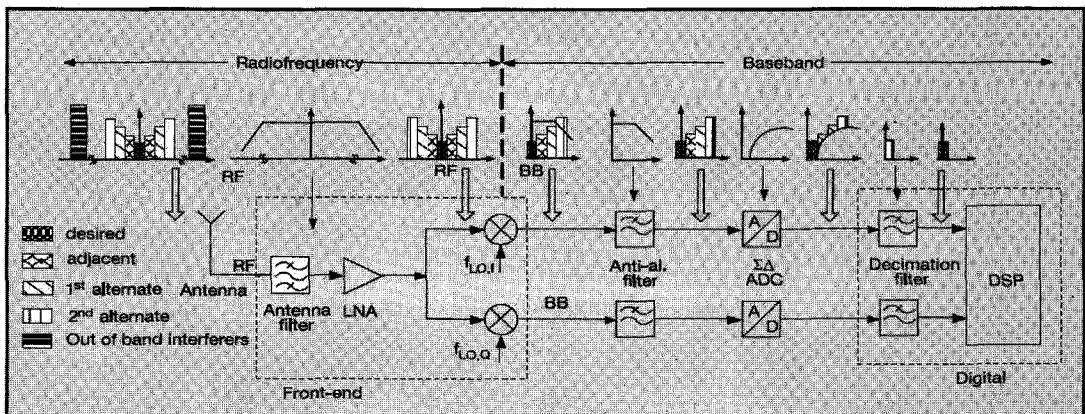 Radiofrequency
Baseband
RF
RF
BB
desired
adjacent
1st alternate
2nd alternate
Out of band interferers
Antenna
RF
Antenna
filter
LNA
fLO,I
fLO,Q
Front-end
BB
Anti-al.
filter
A
D
ΣΔ
ADC
A
D
Decimation
filter
DSP
Digital